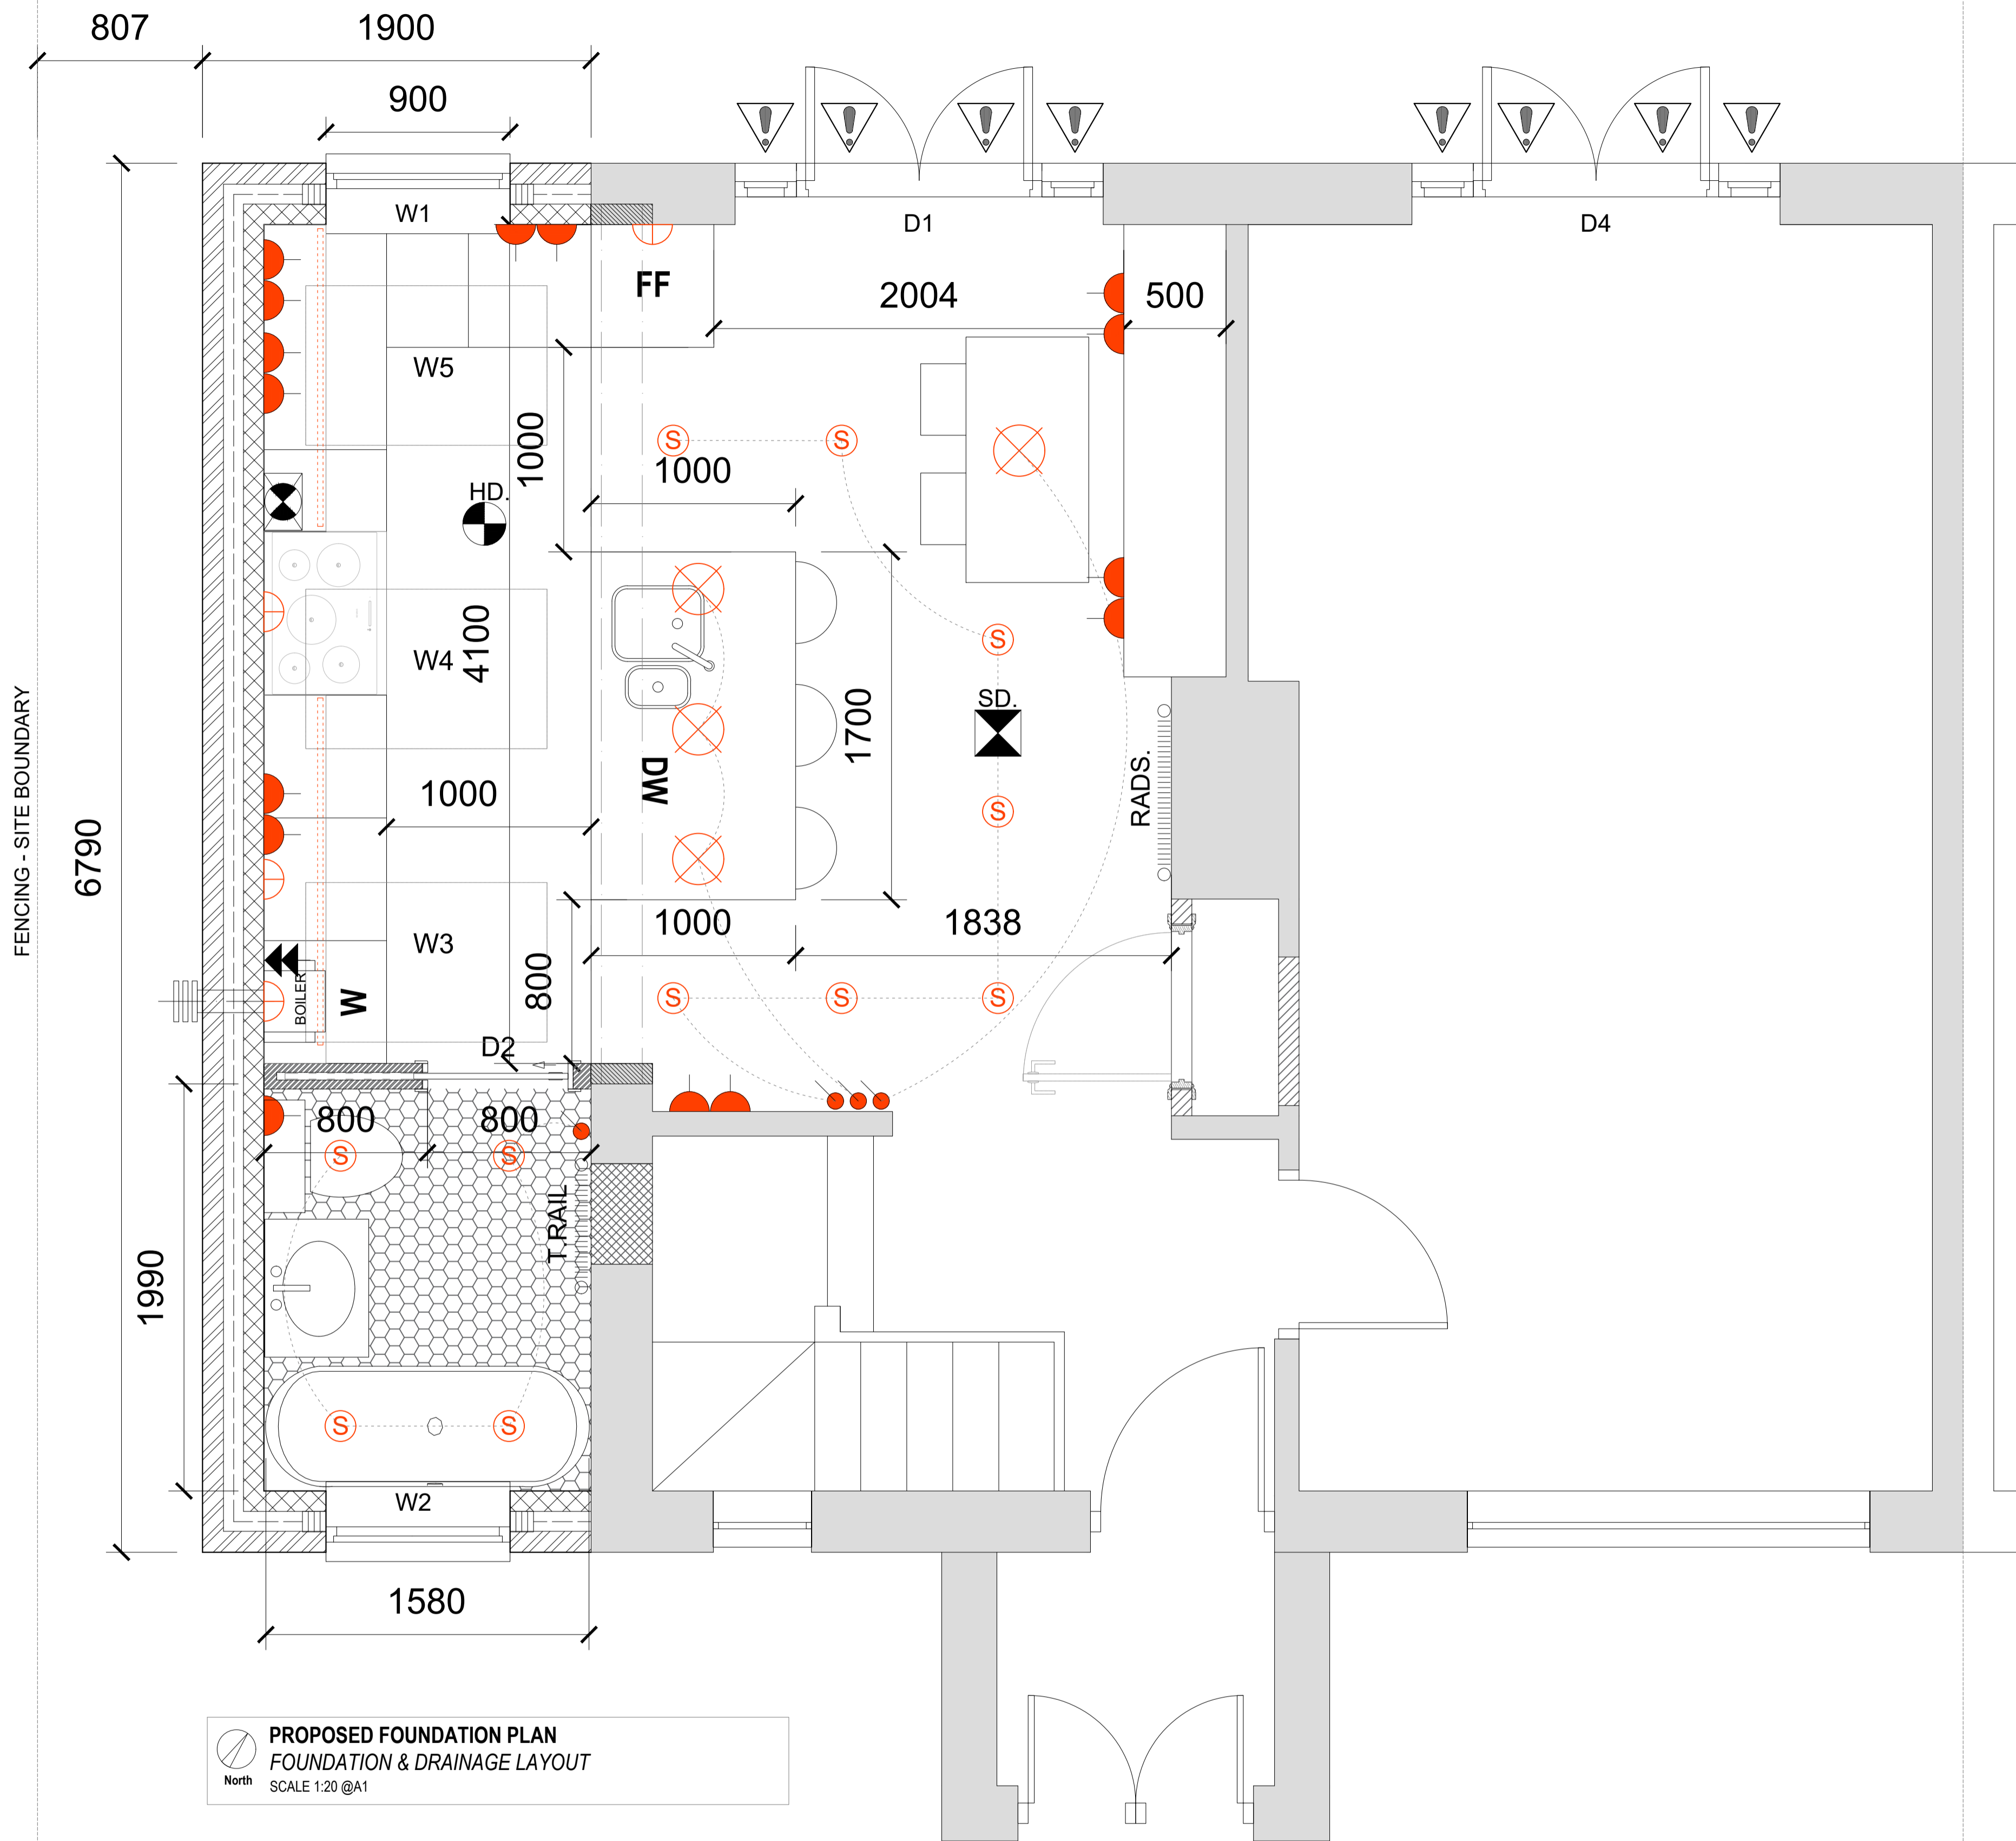 807
1900
900
W1
D1
D4
FF
2004
500
W5
1000
1000
HD.
S
S
4100
W4
S
SD.
1700
DW
RADS.
FENCING - SITE BOUNDARY
6790
1000
S
W3
1000
1838
800
BOILER
W
S
S
S
D2
800
800
S
S
T.RAIL
1990
S
S
W2
1580
PROPOSED FOUNDATION PLAN
FOUNDATION & DRAINAGE LAYOUT
North
SCALE 1:20 @A1